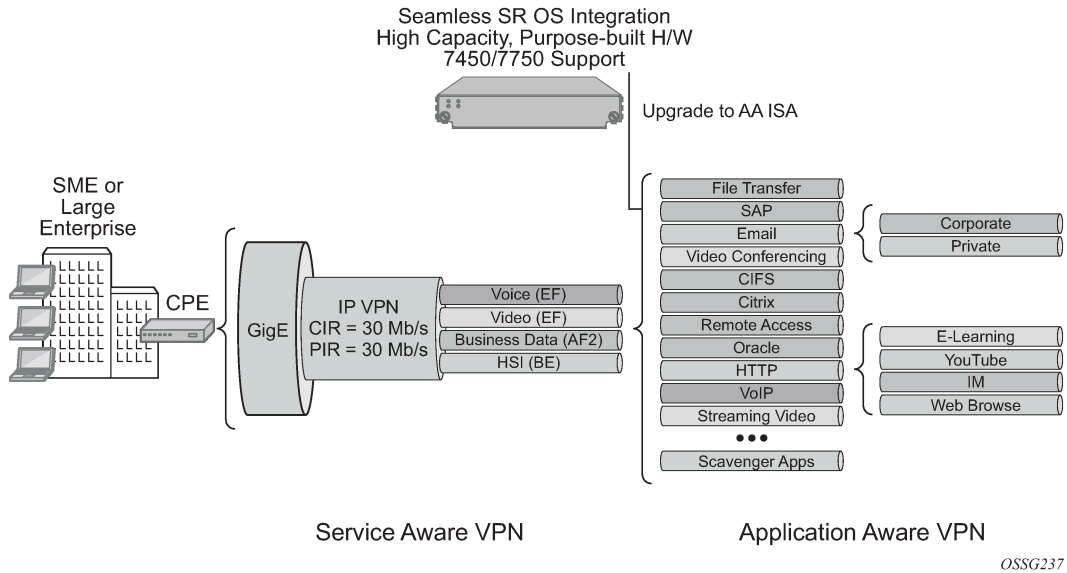 Seamless SR OS Integration
High Capacity, Purpose-built H/W
7450/7750 Support
Upgrade to AA ISA
SME or
Large
Enterprise
CPE
GigE
IP VPN
CIR = 30 Mb/s
PIR = 30 Mb/s
Voice (EF)
Video (EF)
Business Data (AF2)
HSI (BE)
File Transfer
SAP
Email
Video Conferencing
CIFS
Citrix
Remote Access
Oracle
HTTP
VoIP
Streaming Video
•••
Scavenger Apps
Corporate
Private
E-Learning
YouTube
IM
Web Browse
Service Aware VPN
Application Aware VPN
OSSG237